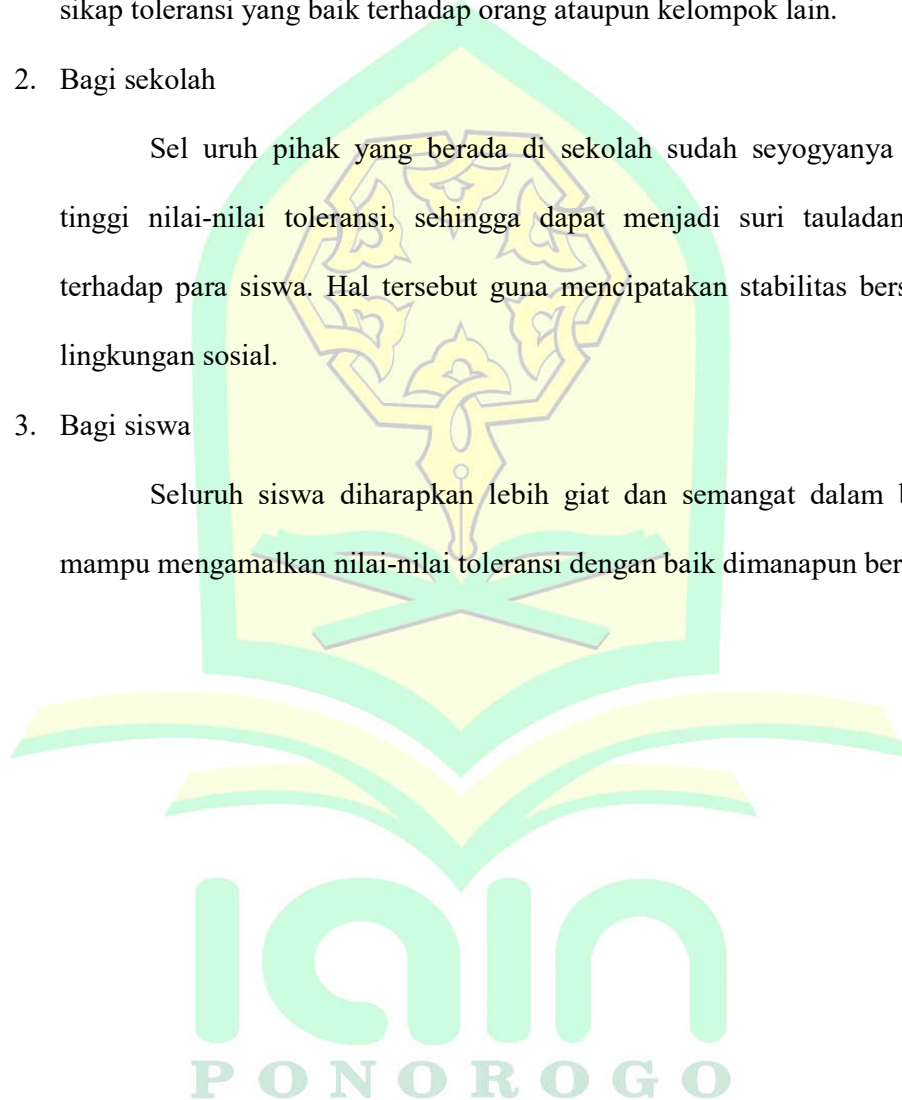 sikap toleransi yang baik terhadap orang ataupun kelompok lain.
2. Bagi sekolah
Sel uruh pihak yang berada di sekolah sudah seyogyanya
tinggi nilai-nilai toleransi, sehingga dapat menjadi suri tauladan
terhadap para siswa. Hal tersebut guna mencipatakan stabilitas
lingkungan sosial.
3. Bagi siswa
Seluruh siswa diharapkan lebih giat dan semangat dalam
mampu mengamalkan nilai-nilai toleransi dengan baik dimanapun
iain
PONOROGO